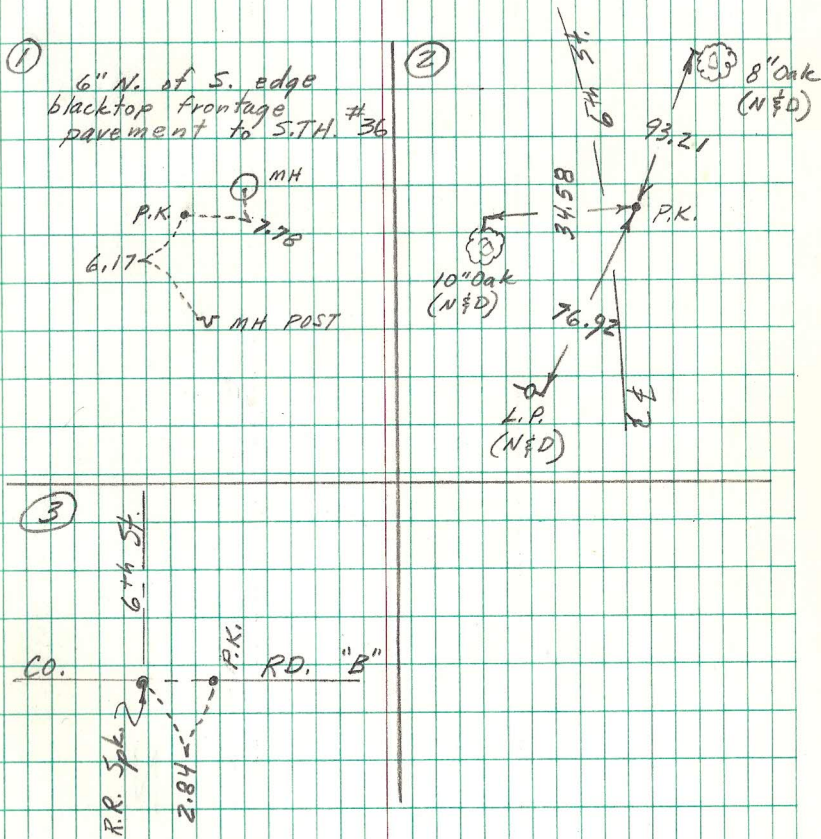 1
6" N. of S. edge
blacktop frontage
pavement to S.T.H. #36
MH
P.K.
7.78
6.17
MH POST
2
6th St.
8" Oak
(N&D)
93.21
34.58
P.K.
10" Oak
(N&D)
76.92
L.P.
(N&D)
3
6th St.
P.K.
CO. RD. "B"
R.R. Spk.
2.84